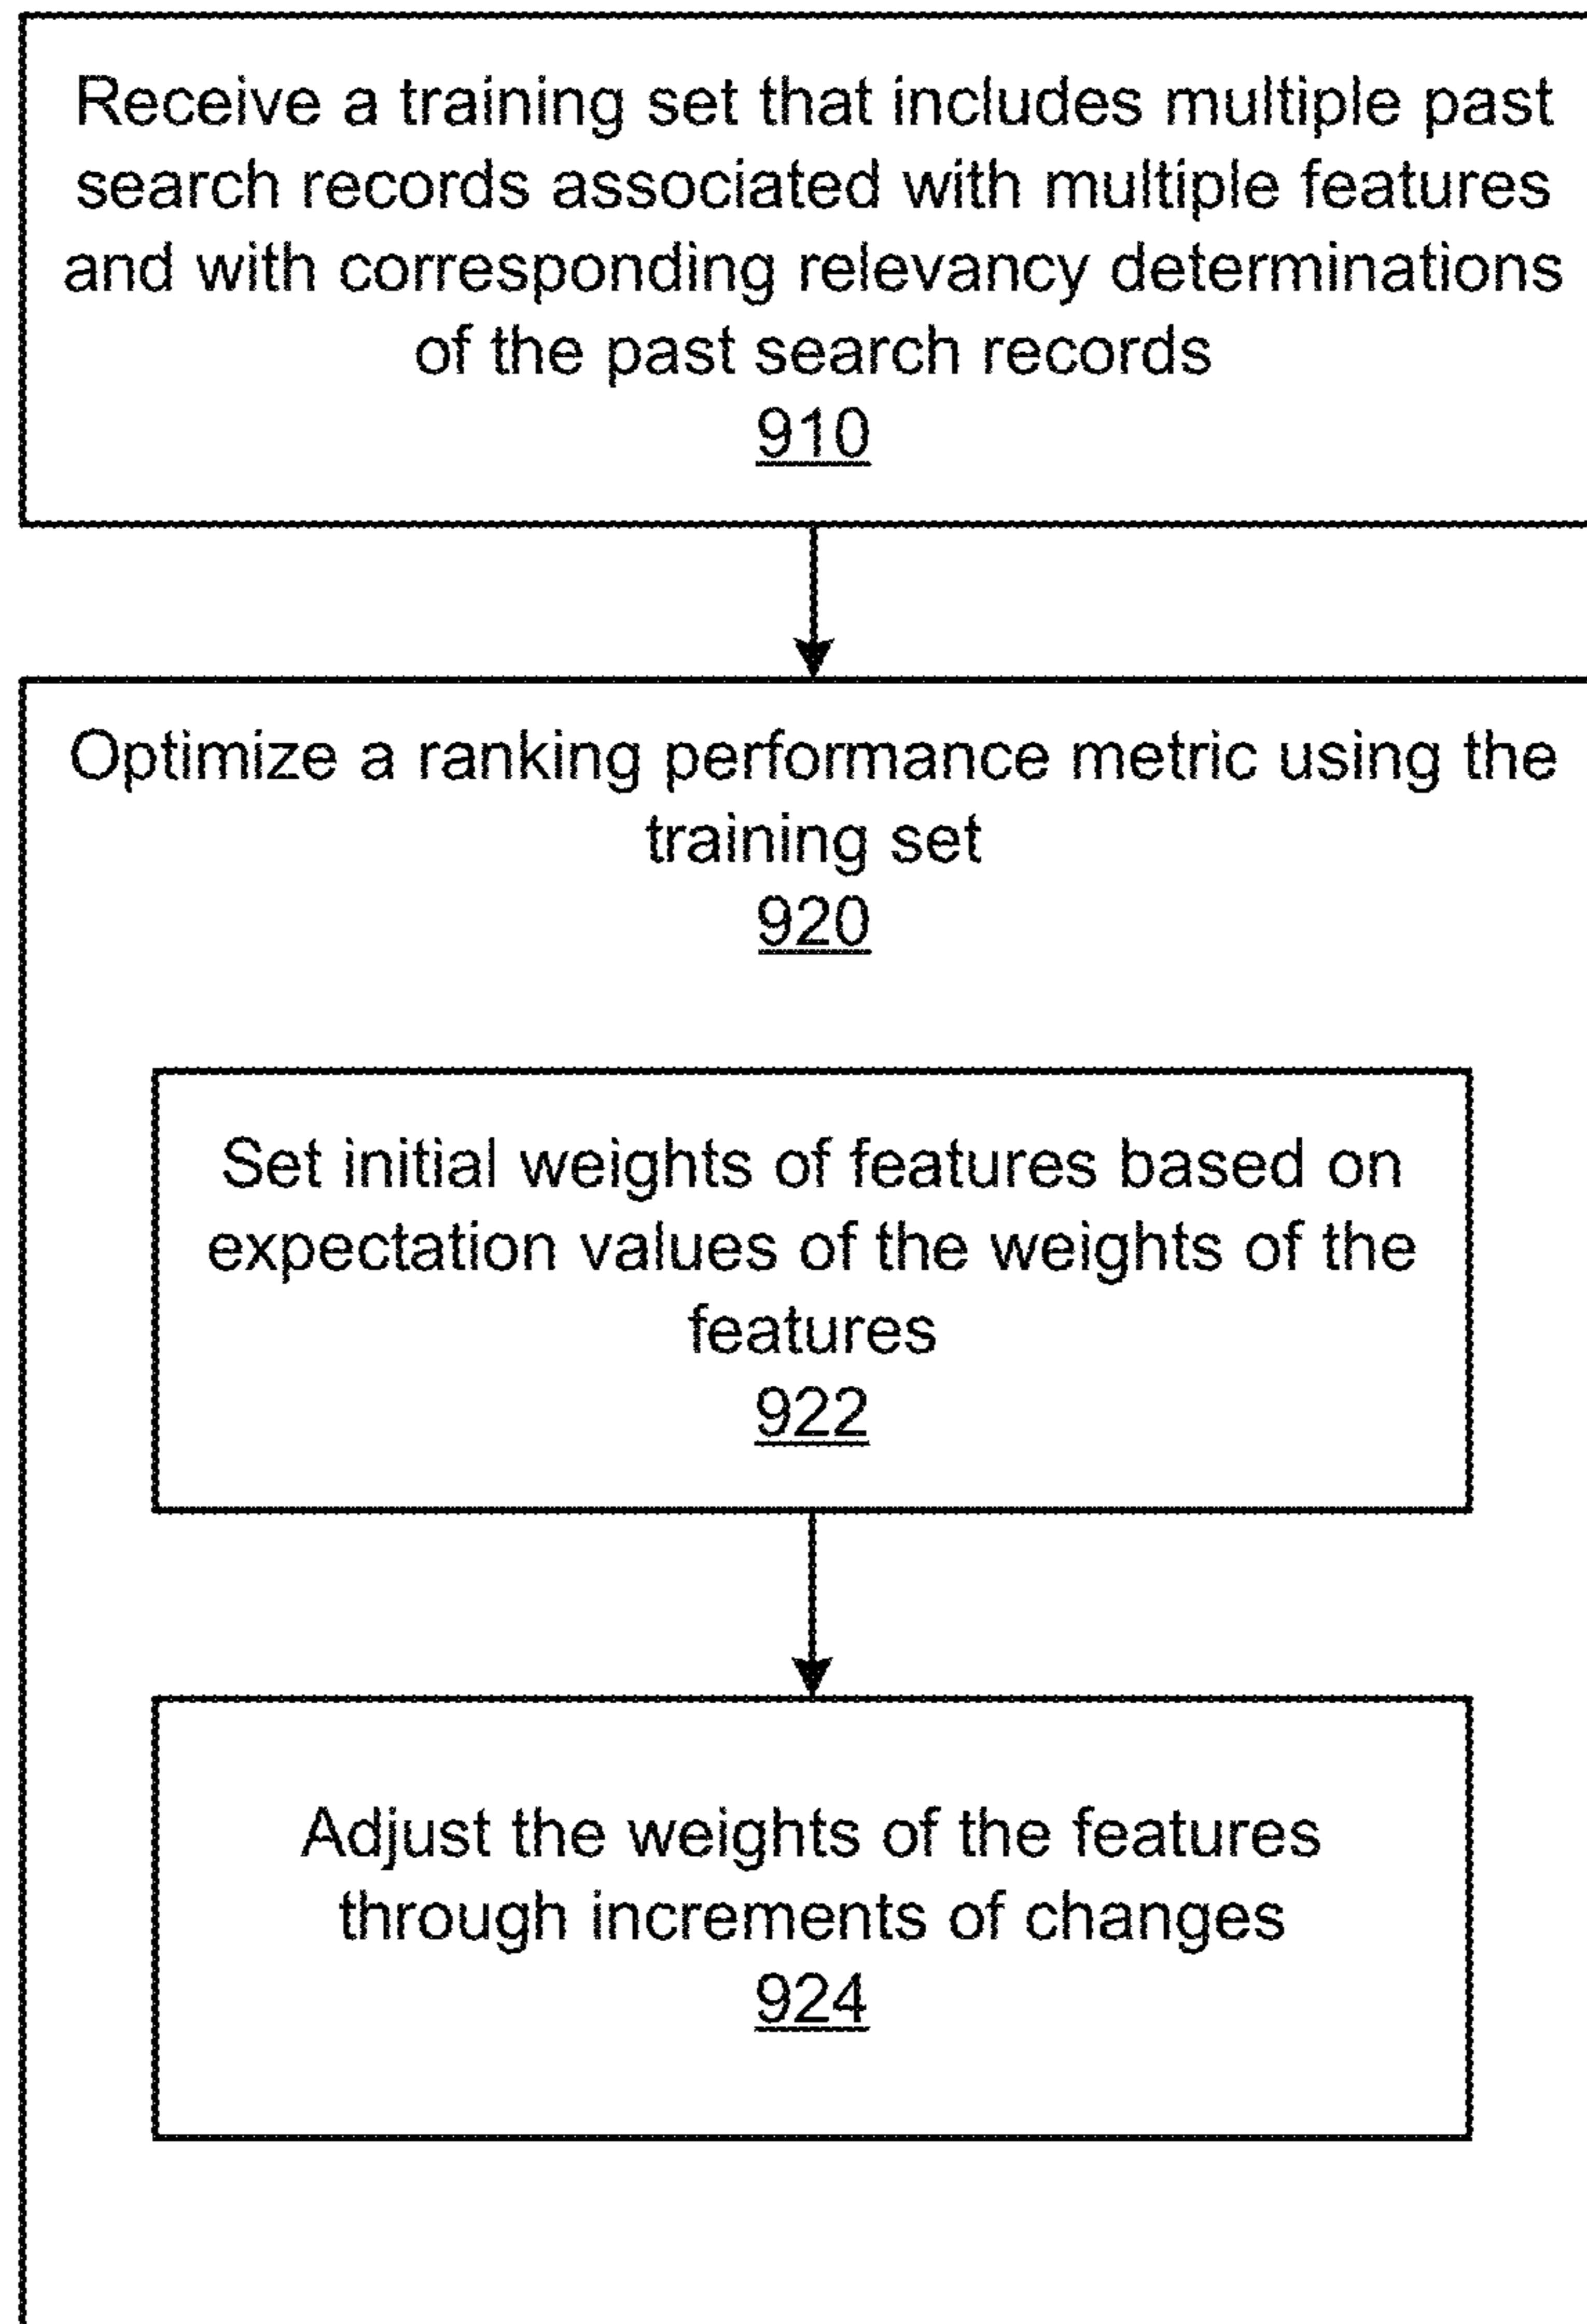 Receive a training set that includes multiple past
search records associated with multiple features
and with corresponding relevancy determinations
of the past search records
910
Optimize a ranking performance metric using the
training set
920
Set initial weights of features based on
expectation values of the weights of the
features
922
Adjust the weights of the features
through increments of changes
924